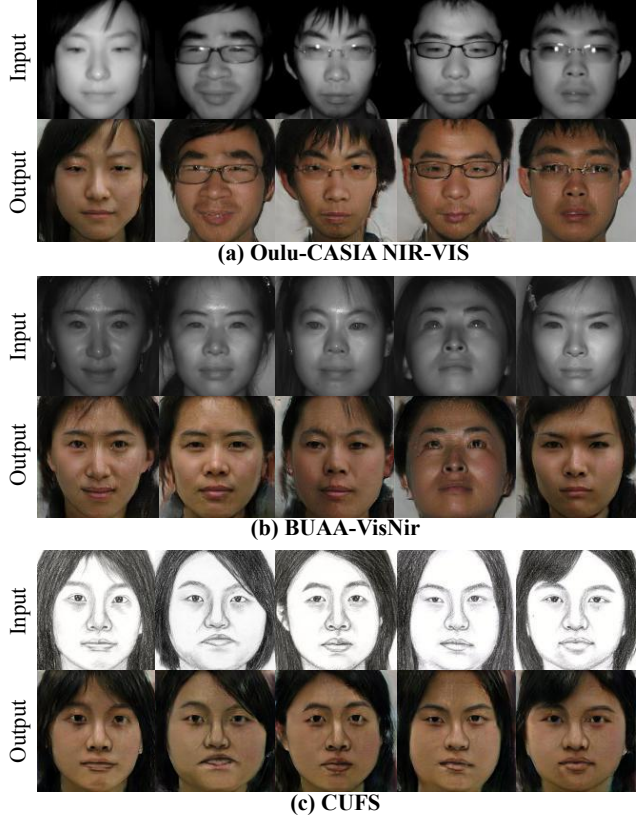 Input
Output
(a) Oulu-CASIA NIR-VIS
Input
Output
(b) BUAA-VisNir
Input
Output
(c) CUFS